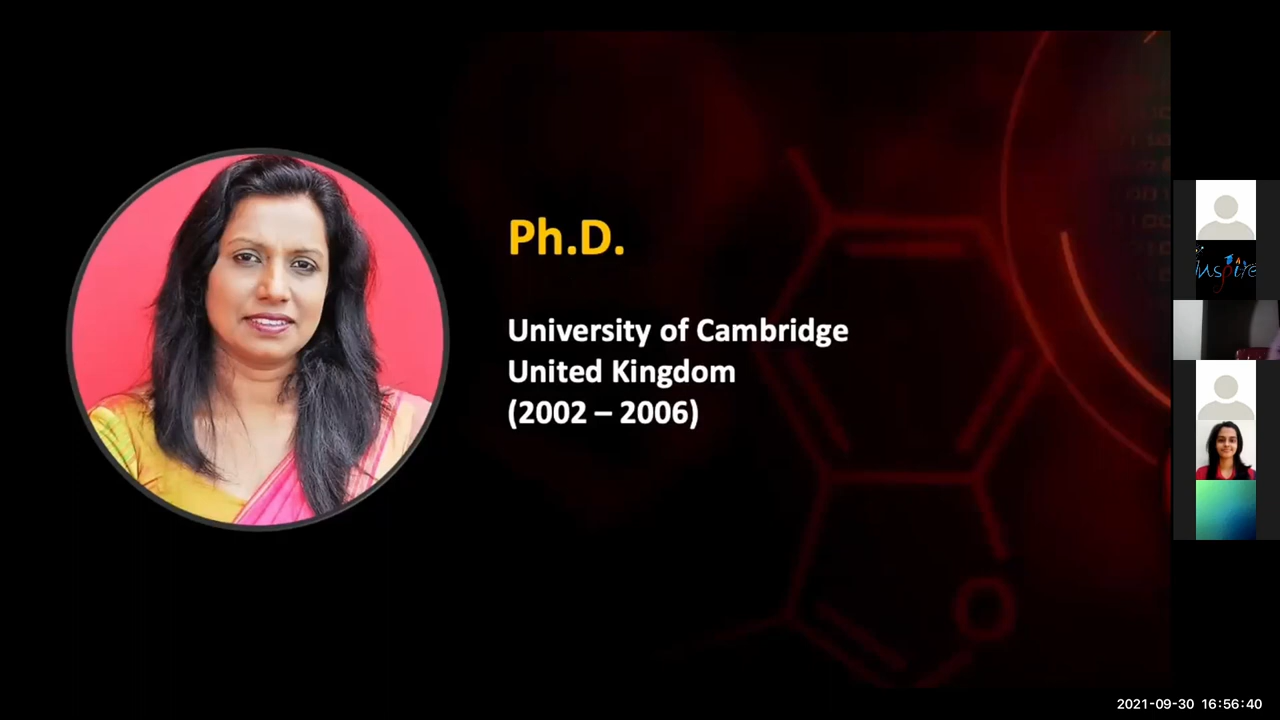 Ph.D.
University of Cambridge
United Kingdom
(2002 – 2006)
O
Inspire
2021-09-30 16:56:40